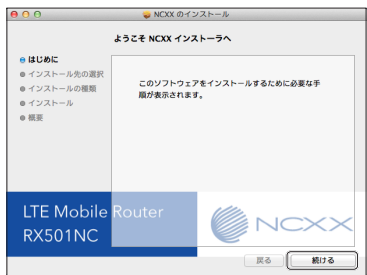 NCXX のインストール
ようこそ NCXX インストーラへ
はじめに
インストール先の選択
インストールの種類
インストール
概要
このソフトウェアをインストールするために必要な手
順が表示されます。
LTE Mobile Router
RX501NC
NCXX
戻る
続ける